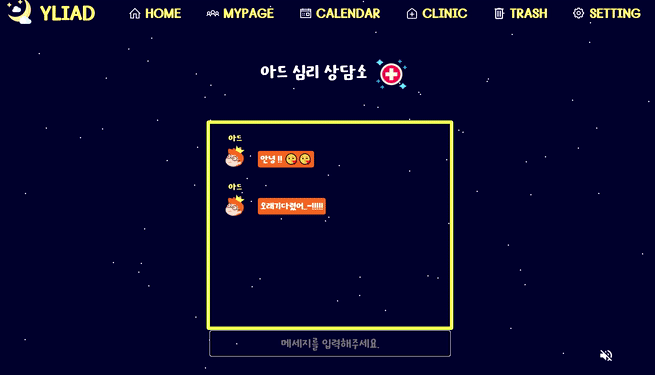 YLIAD
HOME
MYPAGE
CALENDAR
CLINIC
TRASH
SETTING
아드 심리 상담소
아드
안녕!!
아드
오래기다렸어..ㅠ!!!!!
메세지를 입력해주세요.